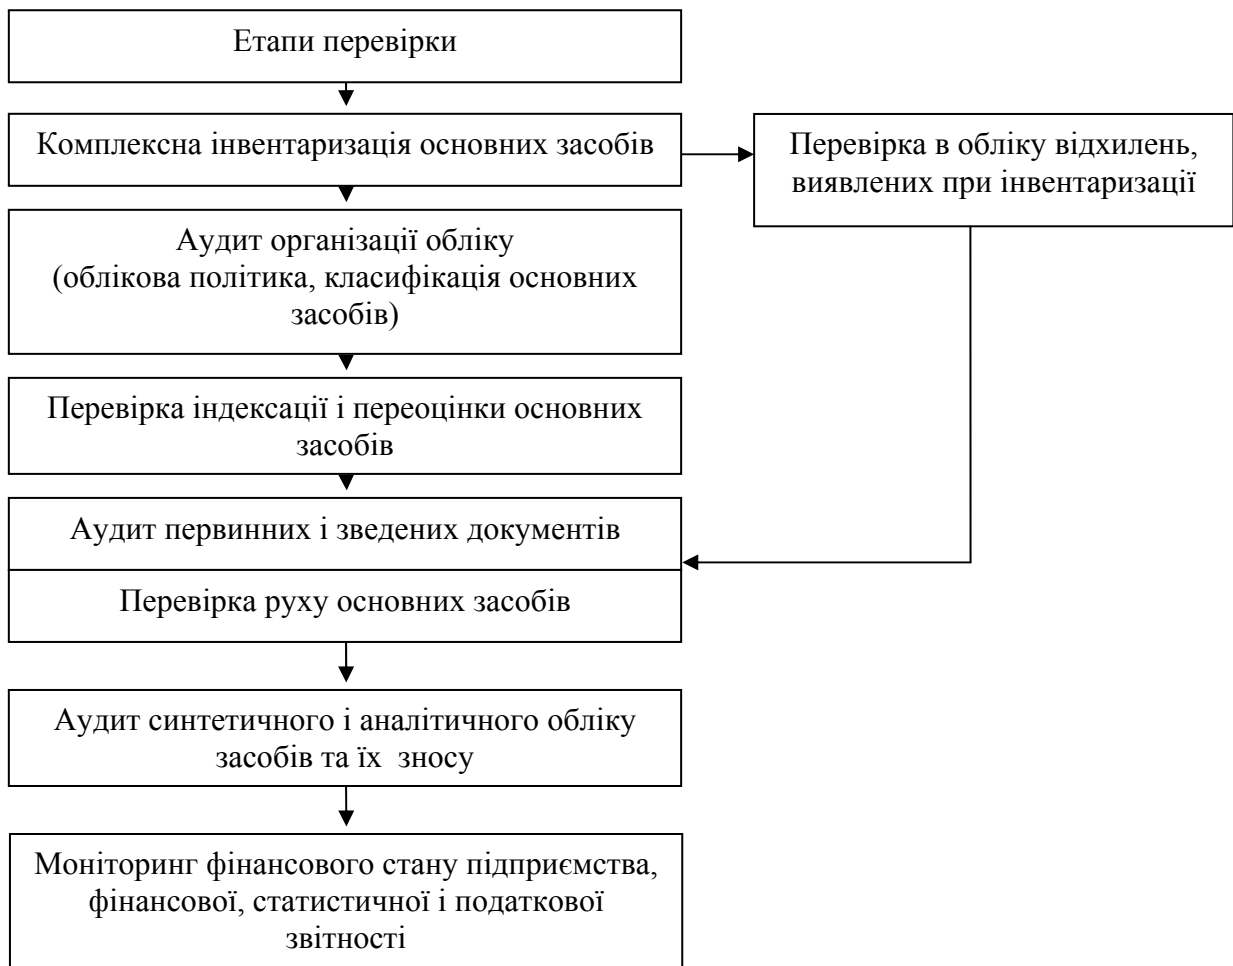 Етапи перевірки
Комплексна інвентаризація основних засобів
Перевірка в обліку відхилень,
виявлених при інвентаризації
Аудит організації обліку
(облікова політика, класифікація основних
засобів)
Перевірка індексації і переоцінки основних
засобів
Аудит первинних і зведених документів
Перевірка руху основних засобів
Аудит синтетичного і аналітичного обліку
засобів та їх зносу
Моніторинг фінансового стану підприємства,
фінансової, статистичної і податкової
звітності